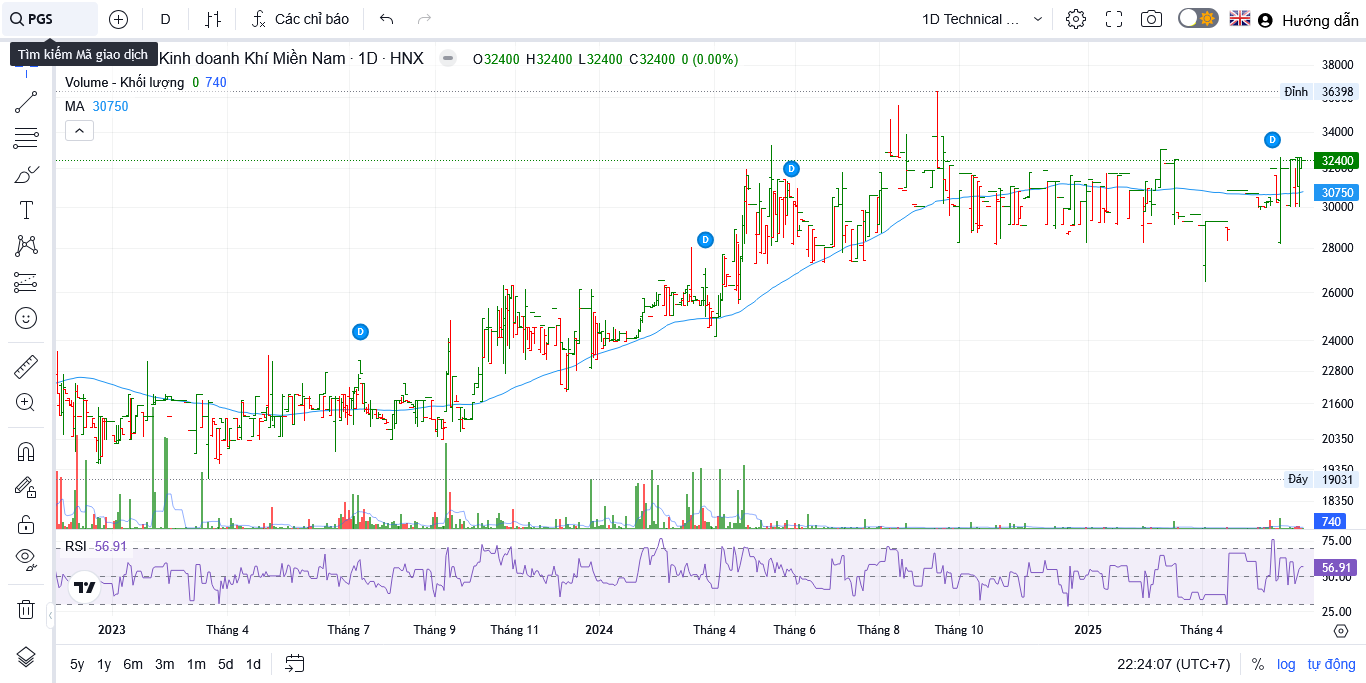 PGS D Các chỉ báo 1D Technical ... Hướng dẫn
Tìm kiếm Mã giao dịch
Kinh doanh Khí Miền Nam · 1D · HNX O32400 H32400 L32400 C32400 0 (0.00%)
Volume - Khối lượng 0 740
MA 30750
38000
Đỉnh 36398
34000
32400
32000
30750
30000
28000
26000
24000
22800
21600
20350
19350
Đáy 19031
18350
740
D
D
D
D
RSI 56.91
75.00
56.91
50.00
25.00
2023 Tháng 4 Tháng 7 Tháng 9 Tháng 11 2024 Tháng 4 Tháng 6 Tháng 8 Tháng 10 2025 Tháng 4
5y 1y 6m 3m 1m 5d 1d 22:24:07 (UTC+7) % log tự động